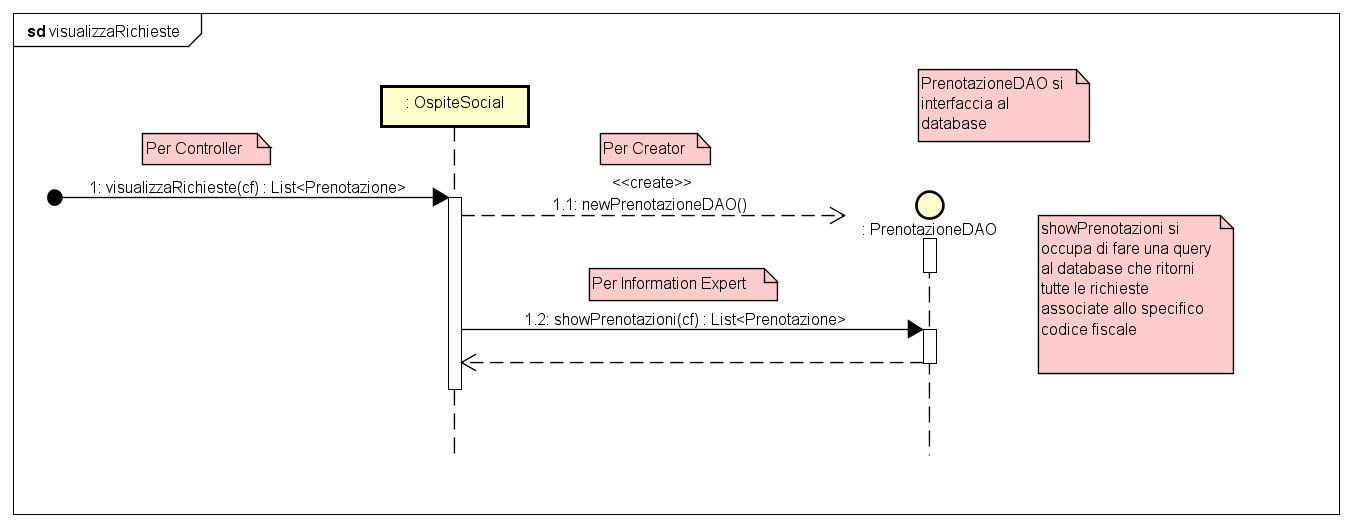 sd visualizzaRichieste
: OspiteSocial
PrenotazioneDAO si
interfaccia al
database
Per Controller
Per Creator
1: visualizzaRichieste(cf) : List<Prenotazione>
<<create>>
1.1: newPrenotazioneDAO()
: PrenotazioneDAO
showPrenotazioni si
occupa di fare una query
al database che ritorni
tutte le richieste
associate allo specifico
codice fiscale
Per Information Expert
1.2: showPrenotazioni(cf) : List<Prenotazione>